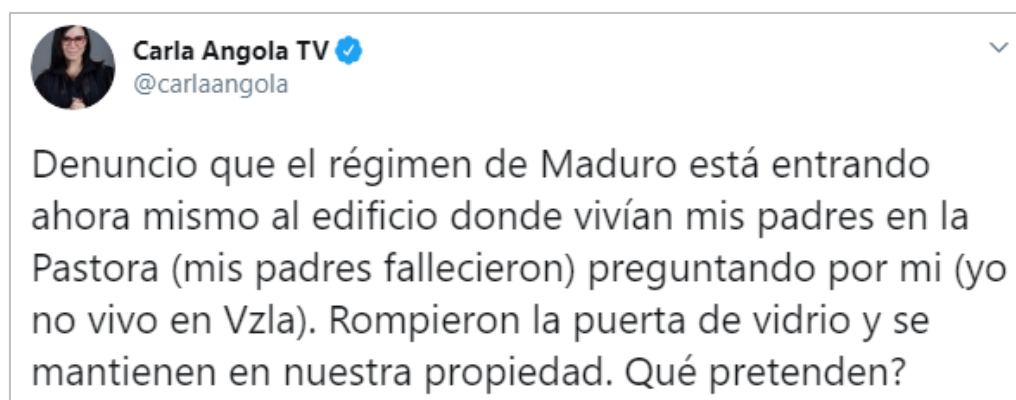 Carla Angola TV
@carlaangola
Denuncio que el régimen de Maduro está entrando
ahora mismo al edificio donde vivían mis padres en la
Pastora (mis padres fallecieron) preguntando por mi (yo
no vivo en Vzla). Rompieron la puerta de vidrio y se
mantienen en nuestra propiedad. Qué pretenden?